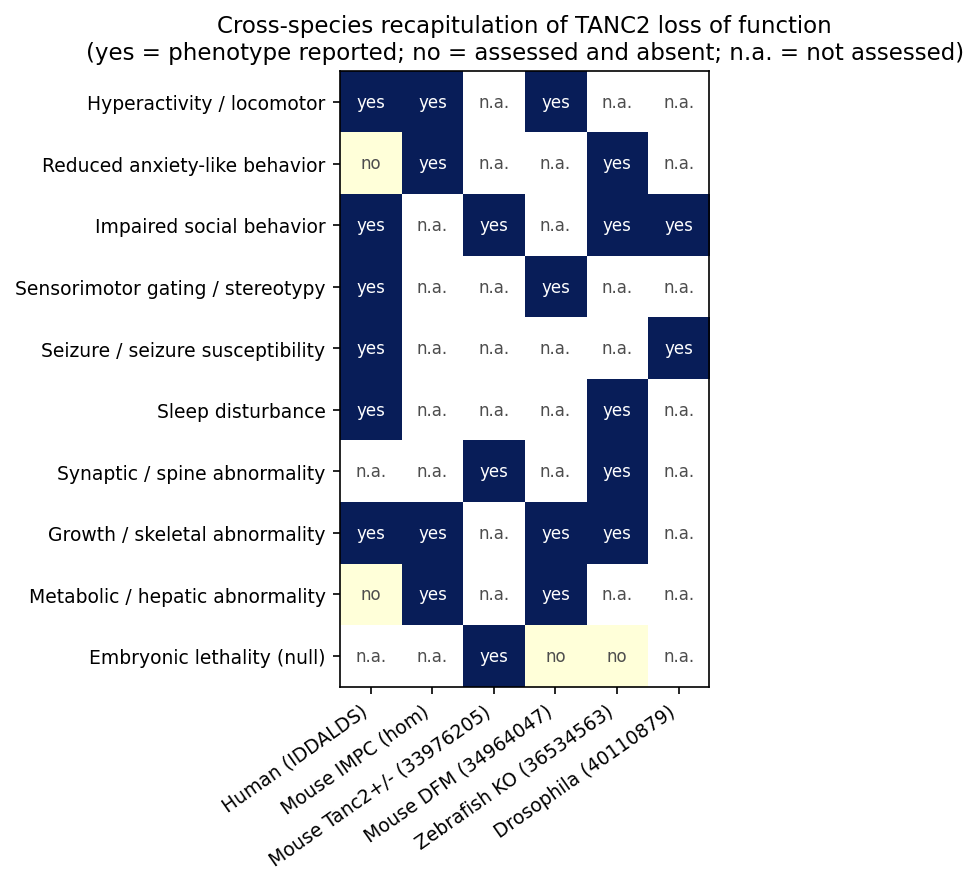 Cross-species recapitulation of TANC2 loss of function
(yes = phenotype reported; no = assessed and absent; n.a. = not assessed)
Hyperactivity / locomotor yes yes n.a. yes n.a. n.a.
Reduced anxiety-like behavior no yes n.a. n.a. yes n.a.
Impaired social behavior yes n.a. yes n.a. yes yes
Sensorimotor gating / stereotypy yes n.a. n.a. yes n.a. n.a.
Seizure / seizure susceptibility yes n.a. n.a. n.a. n.a. yes
Sleep disturbance yes n.a. n.a. n.a. yes n.a.
Synaptic / spine abnormality n.a. n.a. yes n.a. yes n.a.
Growth / skeletal abnormality yes yes n.a. yes yes n.a.
Metabolic / hepatic abnormality no yes n.a. yes n.a. n.a.
Embryonic lethality (null) n.a. n.a. yes no no n.a.
Human (IDDALDS)
Mouse IMPC (hom)
Mouse Tanc2+/- (33976205)
Mouse DFM (34964047)
Zebrafish KO (36534563)
Drosophila (40110879)